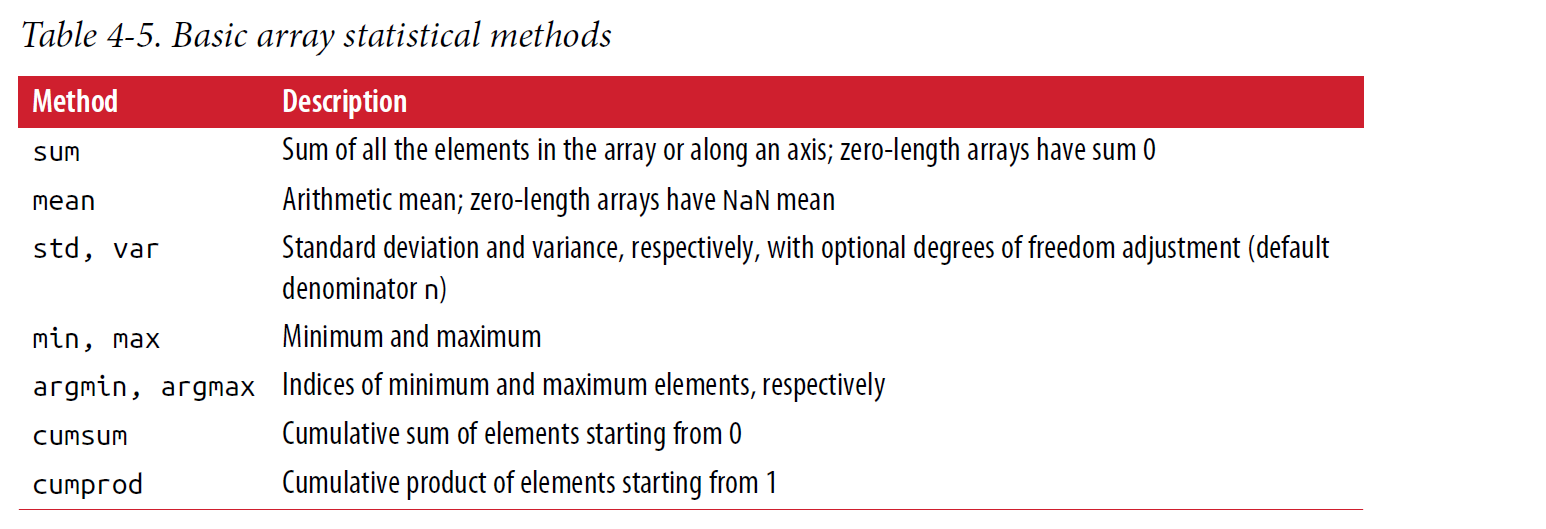 Table 4-5. Basic array statistical methods
Method Description
sum Sum of all the elements in the array or along an axis; zero-length arrays have sum 0
mean Arithmetic mean; zero-length arrays have NaN mean
std, var Standard deviation and variance, respectively, with optional degrees of freedom adjustment (default
denominator n)
min, max Minimum and maximum
argmin, argmax Indices of minimum and maximum elements, respectively
cumsum Cumulative sum of elements starting from 0
cumprod Cumulative product of elements starting from 1